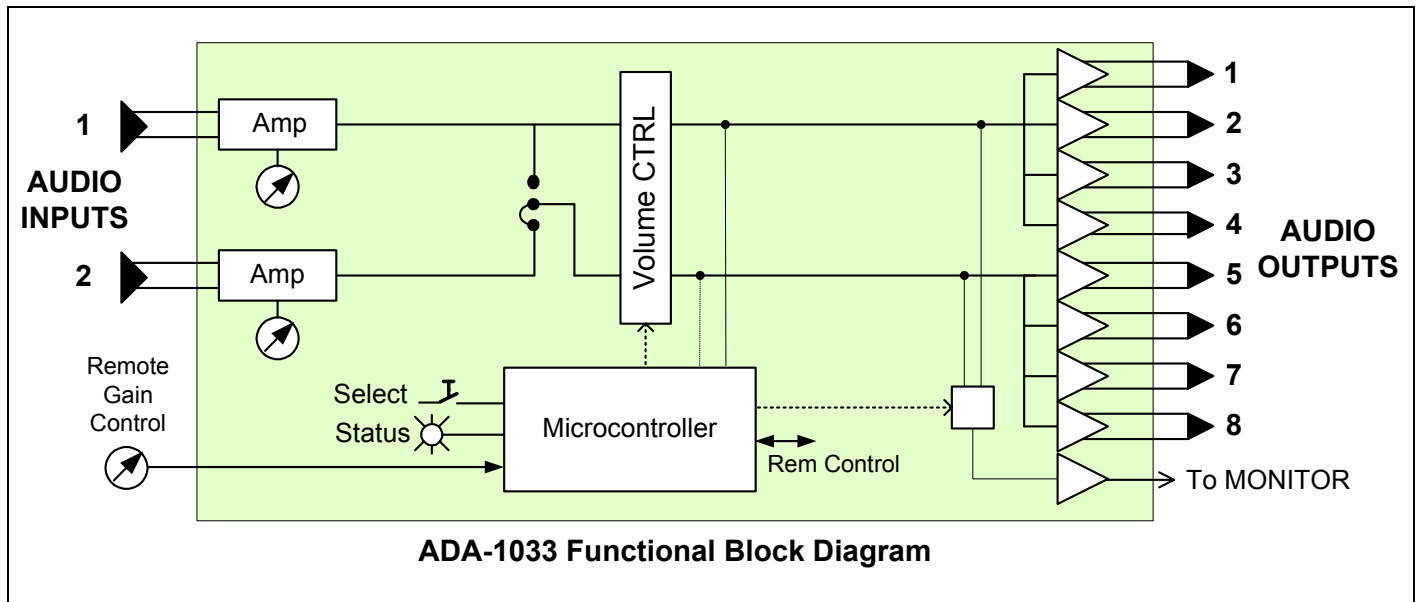 1
AUDIO
INPUTS
2
Amp
Amp
Remote
Gain
Control
Select
Status
Volume CTRL
Microcontroller
Rem Control
1
2
3
4
5
6
7
8
AUDIO
OUTPUTS
To MONITOR
ADA-1033 Functional Block Diagram